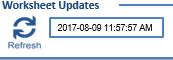 Worksheet Updates
2017-08-09 11:57:57 AM
Refresh